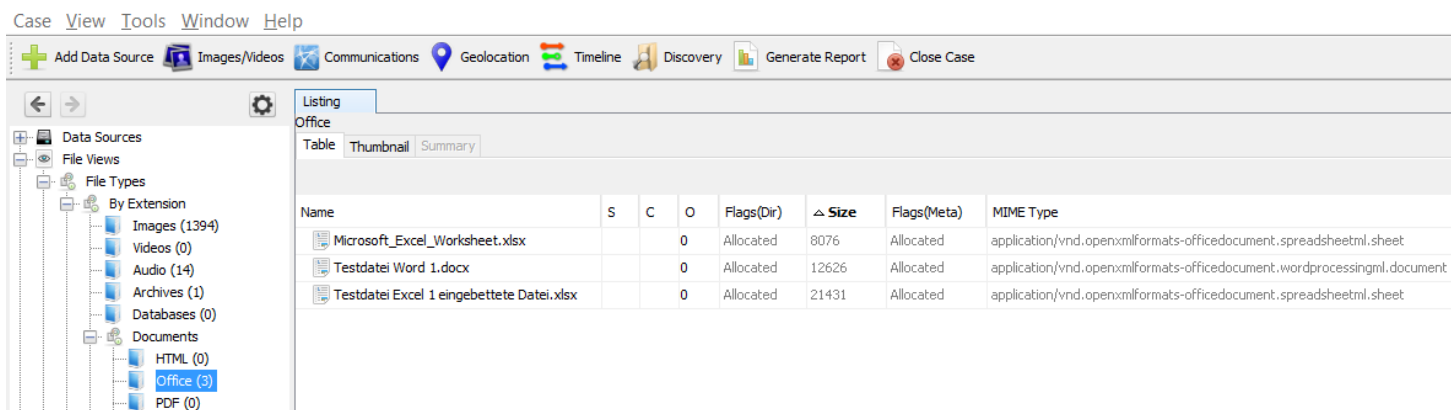 Case View Tools Window Help
Add Data Source Images/Videos Communications Geolocation Timeline Discovery Generate Report Close Case
Data Sources
File Views
File Types
By Extension
Images (1394)
Videos (0)
Audio (14)
Archives (1)
Databases (0)
Documents
HTML (0)
Office (3)
PDF (0)
Listing
Office
Table Thumbnail Summary
Name S C O Flags(Dir) Size Flags(Meta) MIME Type
Microsoft_Excel_Worksheet.xlsx 0 Allocated 8076 Allocated application/vnd.openxmlformats-officedocument.spreadsheetml.sheet
Testdatei Word 1.docx 0 Allocated 12626 Allocated application/vnd.openxmlformats-officedocument.wordprocessingml.document
Testdatei Excel 1 eingebettete Datei.xlsx 0 Allocated 21431 Allocated application/vnd.openxmlformats-officedocument.spreadsheetml.sheet